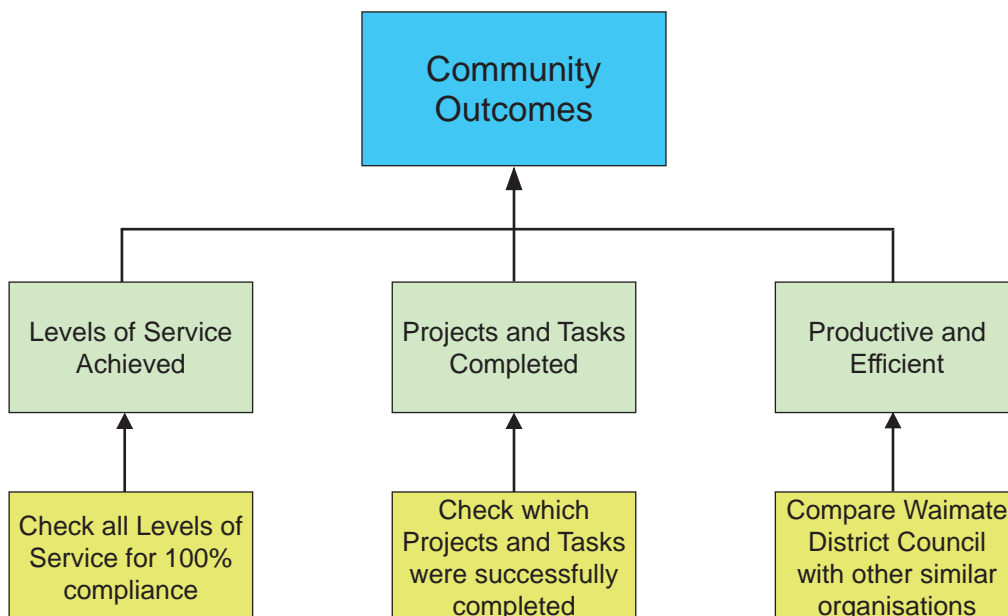 Community
Outcomes
Levels of Service
Achieved
Projects and Tasks
Completed
Productive and
Efficient
Check all Levels of
Service for 100%
compliance
Check which
Projects and Tasks
were successfully
completed
Compare Waimate
District Council
with other similar
organisations